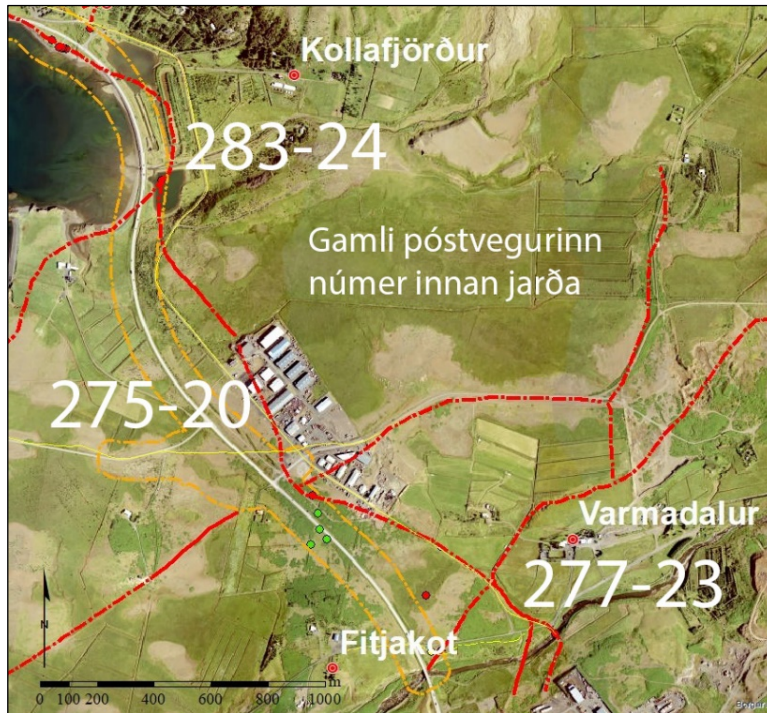 Kollafjörður
283-24
Gamli póstvegurinn
númer innan jarða
275-20
Varmadalur
277-23
N
Fitjakot
m
0 100 200 400 600 800 1000